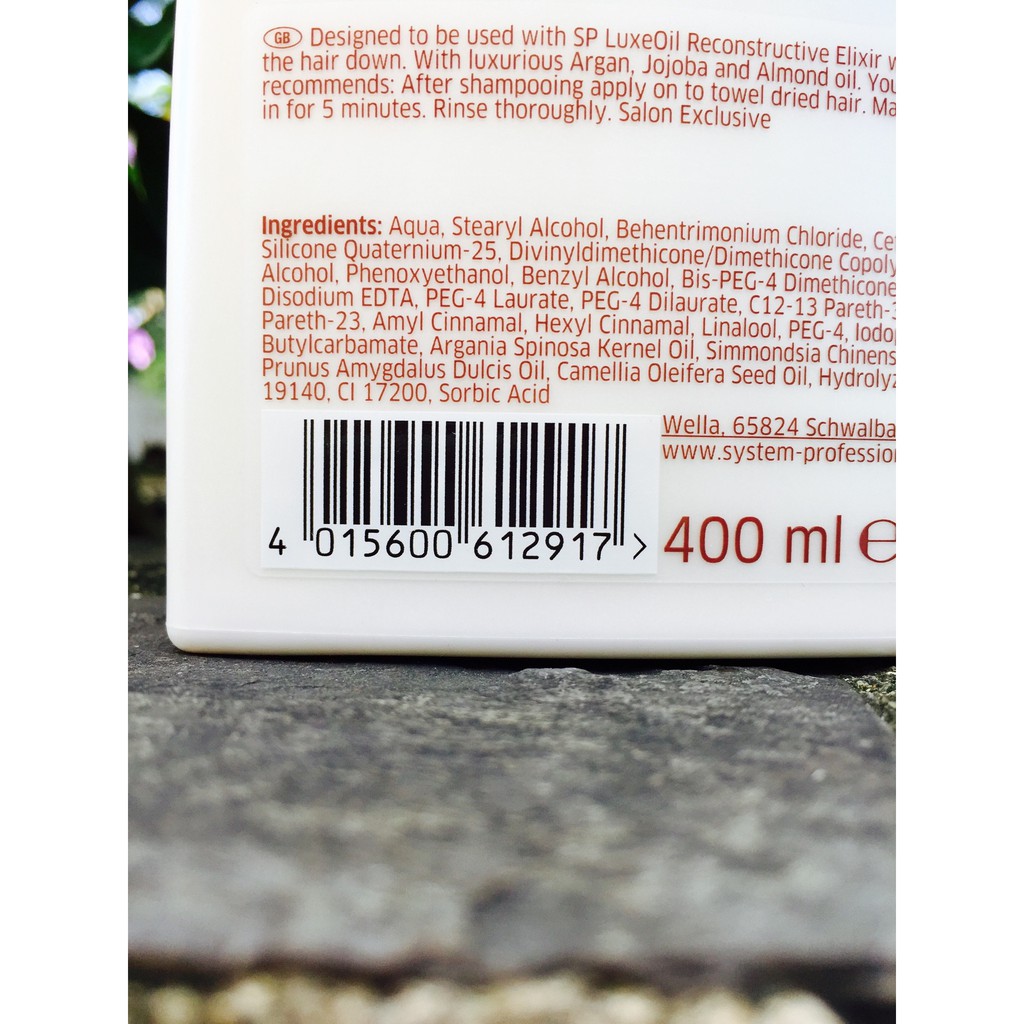 GB Designed to be used with SP LuxeOil Reconstructive Elixir
the hair down. With luxurious Argan, Jojoba and Almond oil.
recommends: After shampooing apply on to towel dried hair.
in for 5 minutes. Rinse thoroughly. Salon Exclusive
Ingredients: Aqua, Stearyl Alcohol, Behentrimonium Chloride,
Silicone Quaternium-25, Divinyldimethicone/Dimethicone
Alcohol, Phenoxyethanol, Benzyl Alcohol, Bis-PEG-4 Dimethicone
Disodium EDTA, PEG-4 Laurate, PEG-4 Dilaurate, C12-13
Pareth-23, Amyl Cinnamal, Hexyl Cinnamal, Linalool, PEG-4,
Butylcarbamate, Argania Spinosa Kernel Oil, Simmondsia
Prunus Amygdalus Dulcis Oil, Camellia Oleifera Seed Oil,
19140, CI 17200, Sorbic Acid
Wella, 65824
4 015600 612917 >
400 ml e